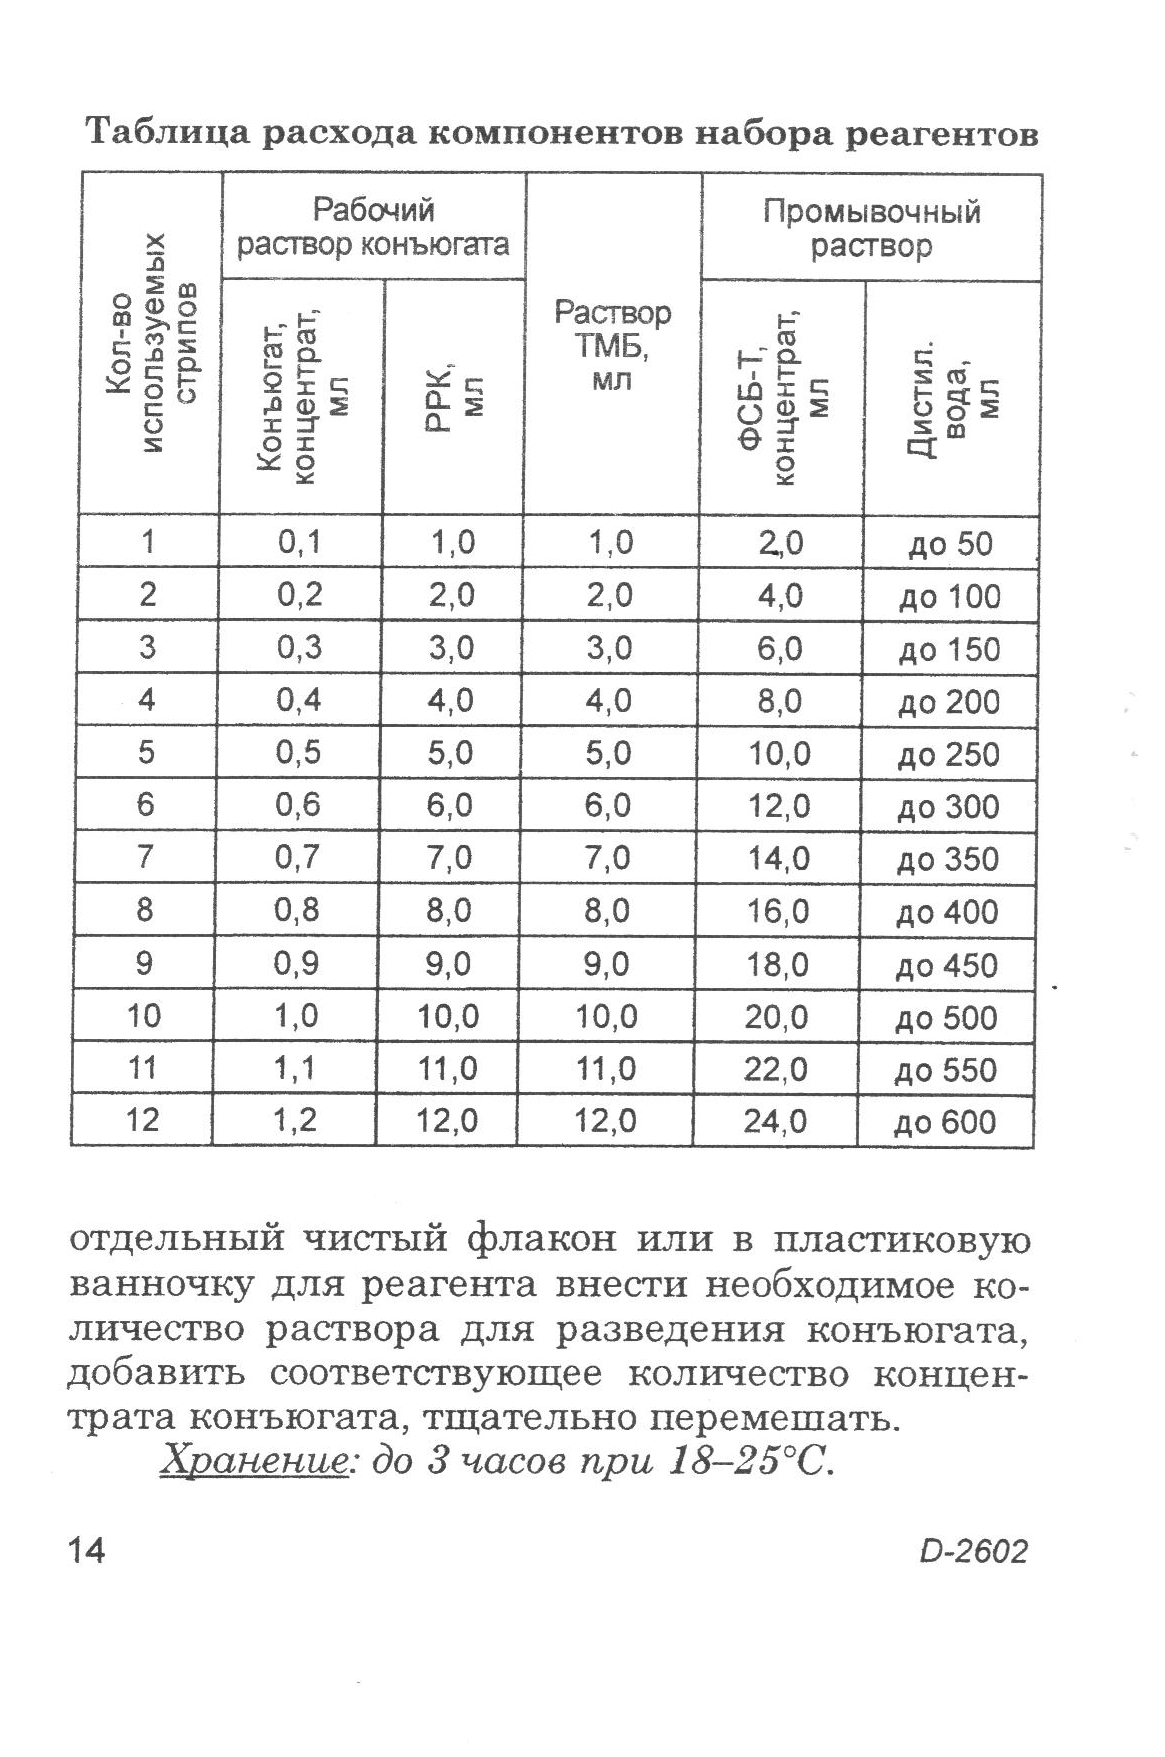 Таблица расхода компонентов набора реагентов
Кол-во используемых стрипов
Рабочий раствор конъюгата
Раствор ТМБ, мл
Промывочный раствор
Конъюгат, концентрат, мл
РРК, мл
ФСБ-Т, концентрат, мл
Дистил. вода, мл
1 0,1 1,0 1,0 2,0 до 50
2 0,2 2,0 2,0 4,0 до 100
3 0,3 3,0 3,0 6,0 до 150
4 0,4 4,0 4,0 8,0 до 200
5 0,5 5,0 5,0 10,0 до 250
6 0,6 6,0 6,0 12,0 до 300
7 0,7 7,0 7,0 14,0 до 350
8 0,8 8,0 8,0 16,0 до 400
9 0,9 9,0 9,0 18,0 до 450
10 1,0 10,0 10,0 20,0 до 500
11 1,1 11,0 11,0 22,0 до 550
12 1,2 12,0 12,0 24,0 до 600
отдельный чистый флакон или в пластиковую
ванночку для реагента внести необходимое ко-
личество раствора для разведения конъюгата,
добавить соответствующее количество концен-
трата конъюгата, тщательно перемешать.
Хранение: до 3 часов при 18–25°С.
14
D-2602